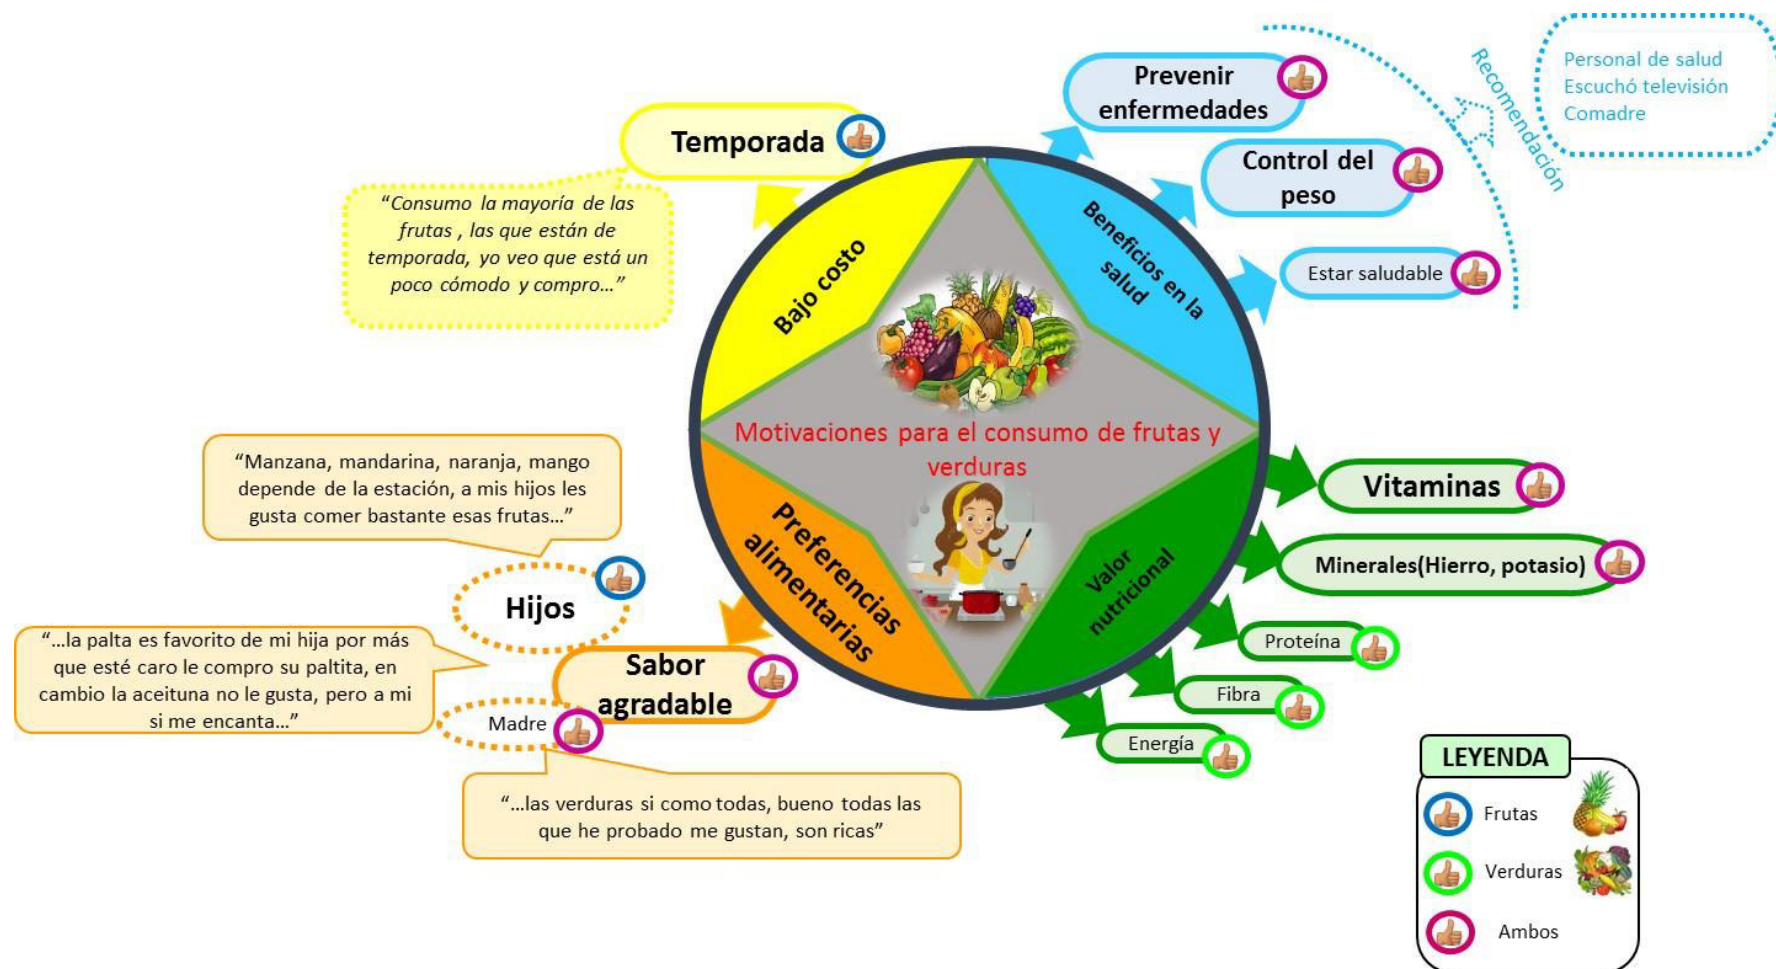 Prevenir
enfermedades
Control del
peso
Estar saludable
Recomendación
Personal de salud
Escuchó televisión
Comadre
Temporada
“Consumo la mayoría de las
frutas , las que están de
temporada, yo veo que está un
poco cómodo y compro...”
Bajo costo
Beneficios en la
salud
Motivaciones para el consumo de frutas y
verduras
Preferencias
alimentarias
Valor
nutricional
“Manzana, mandarina, naranja, mango
depende de la estación, a mis hijos les
gusta comer bastante esas frutas...”
Hijos
“...la palta es favorito de mi hija por más
que esté caro le compro su paltita, en
cambio la aceituna no le gusta, pero a mi
si me encanta...”
Sabor
agradable
Madre
“...las verduras si como todas, bueno todas las
que he probado me gustan, son ricas”
Vitaminas
Minerales(Hierro, potasio)
Proteína
Fibra
Energía
LEYENDA
Frutas
Verduras
Ambos